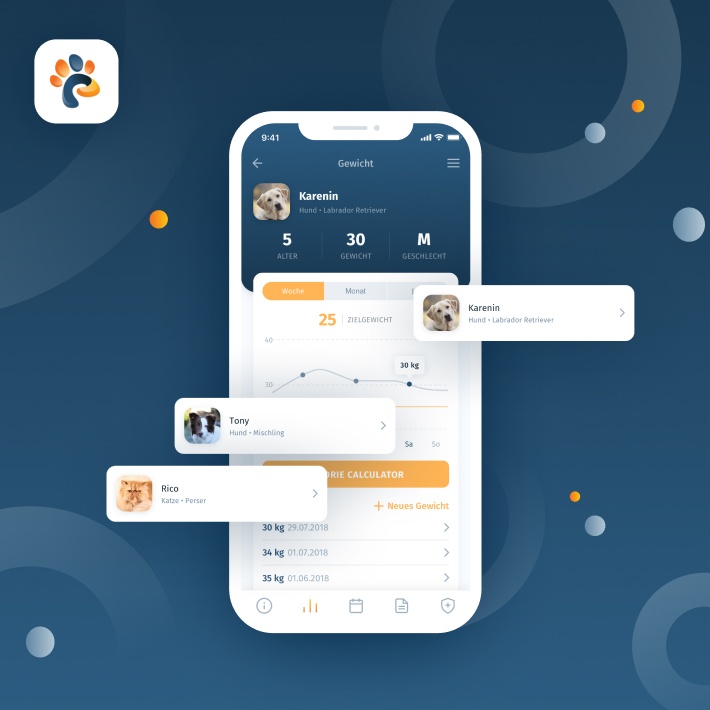 9:41
Gewicht
Karenin
Hund • Labrador Retriever
5 30 M
ALTER GEWICHT GESCHLECHT
Woche Monat
25 ZIELGEWICHT
Karenin
Hund • Labrador Retriever
40
30 kg
30
Tony
Hund • Mischling
Sa So
CALCULATOR
Rico
Katze • Perser
Neues Gewicht
30 kg 29.07.2018
34 kg 01.07.2018
35 kg 01.06.2018